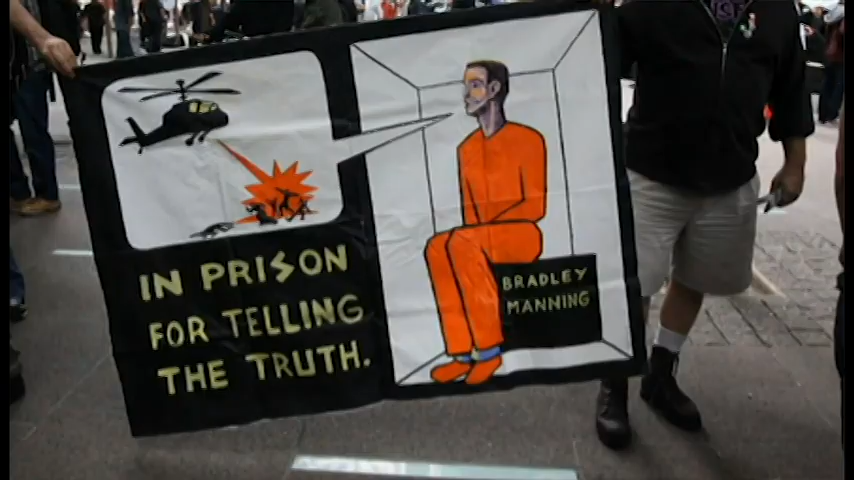 IN PRISON
FOR TELLING
THE TRUTH.
BRADLEY
MANNING